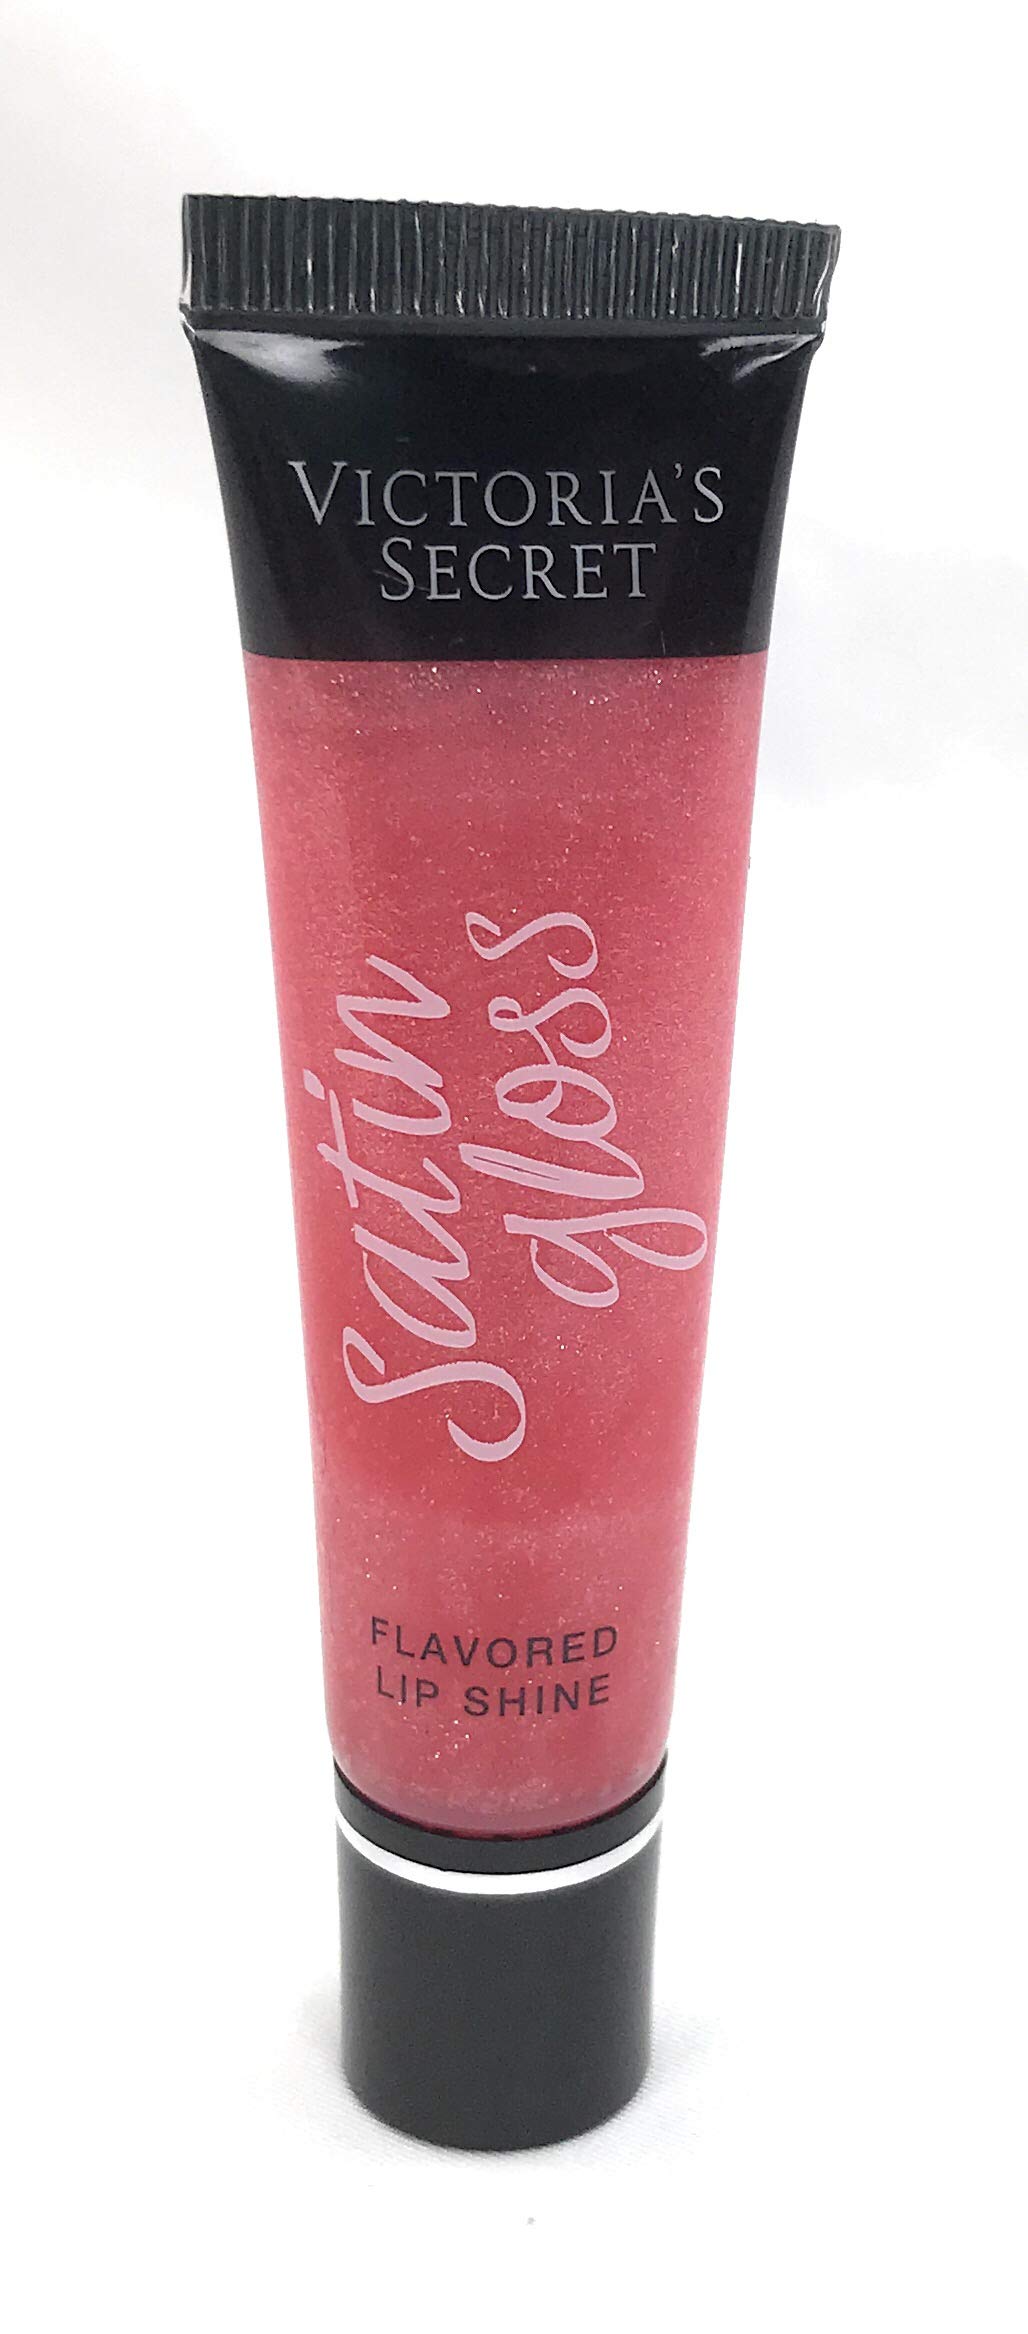 VICTORIA'S
SECRET
Satin
gloss
FLAVORED
LIP SHINE